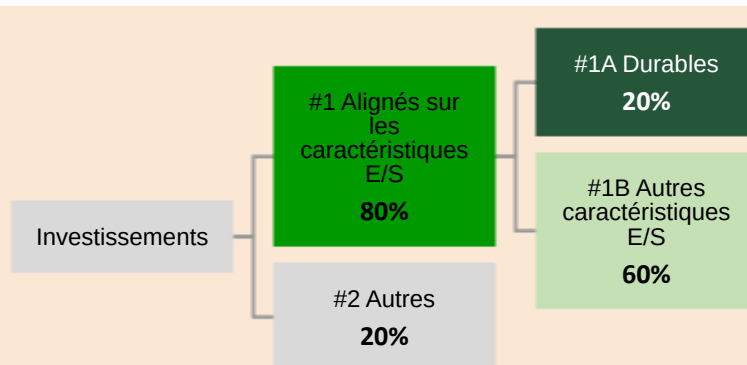 #1A Durables
20%
#1 Alignés sur
les
caractéristiques
E/S
80%
#1B Autres
caractéristiques
E/S
60%
Investissements
#2 Autres
20%